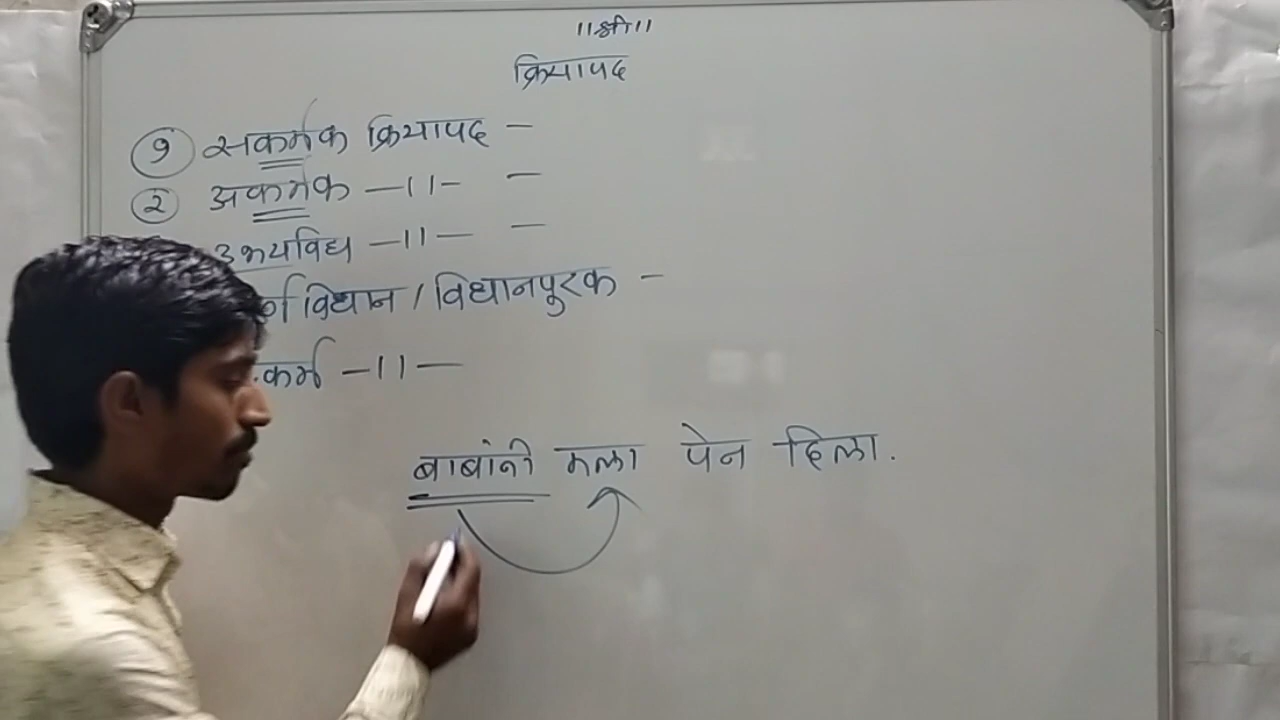 ॥श्री॥
क्रियापद
१ सकर्मक क्रियापद -
२ अकर्मक -॥- -
उभयविध -॥- -
विधान / विधानपुरक -
कर्म -॥-
बाबांनी मला पेन दिला.